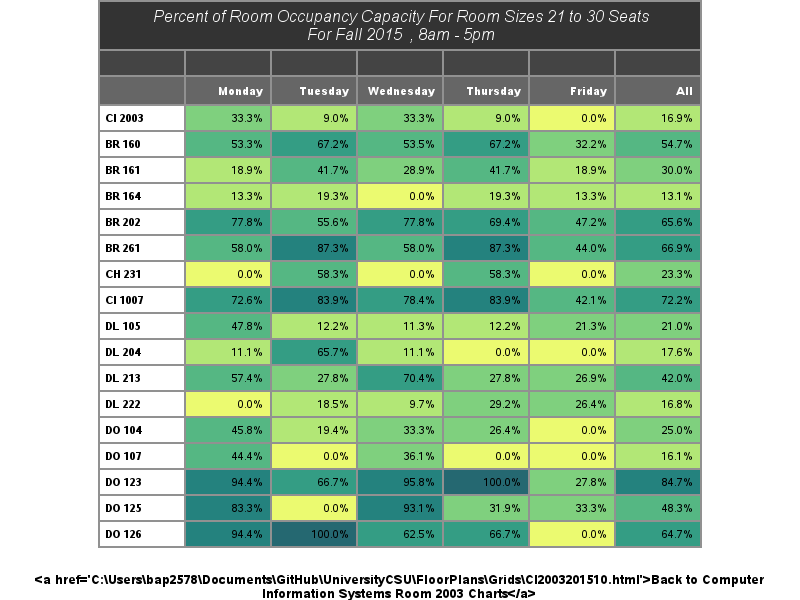 Percent of Room Occupancy Capacity For Room Sizes 21 to 30 Seats
For Fall 2015 , 8am - 5pm
Monday Tuesday Wednesday Thursday Friday All
CI 2003 33.3% 9.0% 33.3% 9.0% 0.0% 16.9%
BR 160 53.3% 67.2% 53.5% 67.2% 32.2% 54.7%
BR 161 18.9% 41.7% 28.9% 41.7% 18.9% 30.0%
BR 164 13.3% 19.3% 0.0% 19.3% 13.3% 13.1%
BR 202 77.8% 55.6% 77.8% 69.4% 47.2% 65.6%
BR 261 58.0% 87.3% 58.0% 87.3% 44.0% 66.9%
CH 231 0.0% 58.3% 0.0% 58.3% 0.0% 23.3%
CI 1007 72.6% 83.9% 78.4% 83.9% 42.1% 72.2%
DL 105 47.8% 12.2% 11.3% 12.2% 21.3% 21.0%
DL 204 11.1% 65.7% 11.1% 0.0% 0.0% 17.6%
DL 213 57.4% 27.8% 70.4% 27.8% 26.9% 42.0%
DL 222 0.0% 18.5% 9.7% 29.2% 26.4% 16.8%
DO 104 45.8% 19.4% 33.3% 26.4% 0.0% 25.0%
DO 107 44.4% 0.0% 36.1% 0.0% 0.0% 16.1%
DO 123 94.4% 66.7% 95.8% 100.0% 27.8% 84.7%
DO 125 83.3% 0.0% 93.1% 31.9% 33.3% 48.3%
DO 126 94.4% 100.0% 62.5% 66.7% 0.0% 64.7%
<a href='C:\Users\bap2578\Documents\GitHub\UniversityCSU\FloorPlans\Grids\CI2003201510.html'>Back to Computer
Information Systems Room 2003 Charts</a>